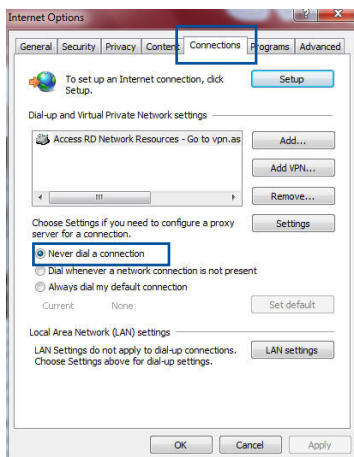 Internet Options
General Security Privacy Content Connections Programs Advanced
To set up an Internet connection, click
Setup.
Setup
Dial-up and Virtual Private Network settings
Access RD Network Resources - Go to vpn.as
Add...
Add VPN...
Remove...
Choose Settings if you need to configure a proxy
server for a connection.
Settings
Never dial a connection
Dial whenever a network connection is not present
Always dial my default connection
Current None
Set default
Local Area Network (LAN) settings
LAN Settings do not apply to dial-up connections.
Choose Settings above for dial-up settings.
LAN settings
OK Cancel Apply